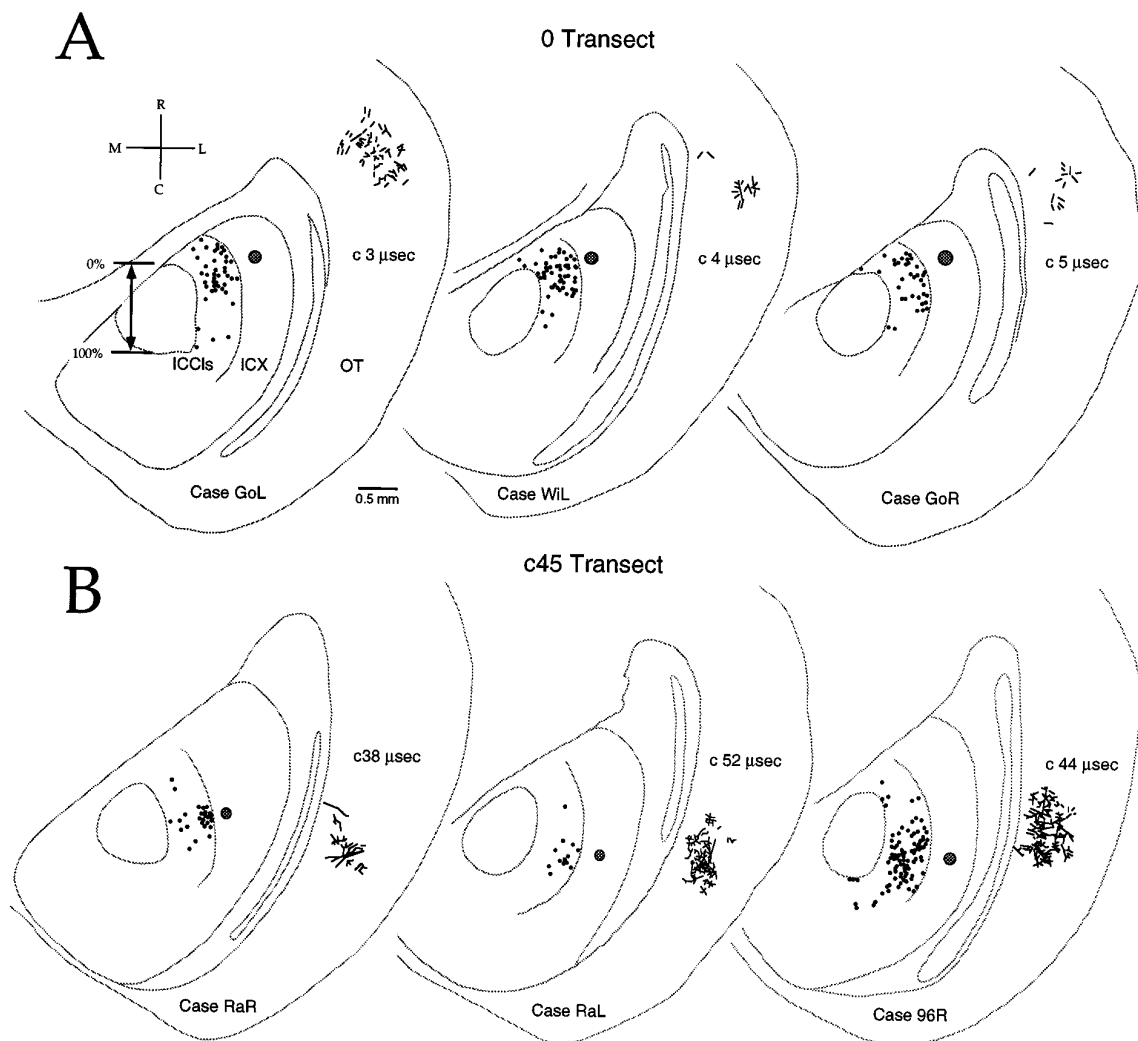 A
0 Transect
R
M L
C
0%
100%
ICCls ICX OT
c 3 µsec
c 4 µsec
c 5 µsec
Case GoL
0.5 mm
Case WiL
Case GoR
B
c45 Transect
c38 µsec
c 52 µsec
c 44 µsec
Case RaR
Case RaL
Case 96R